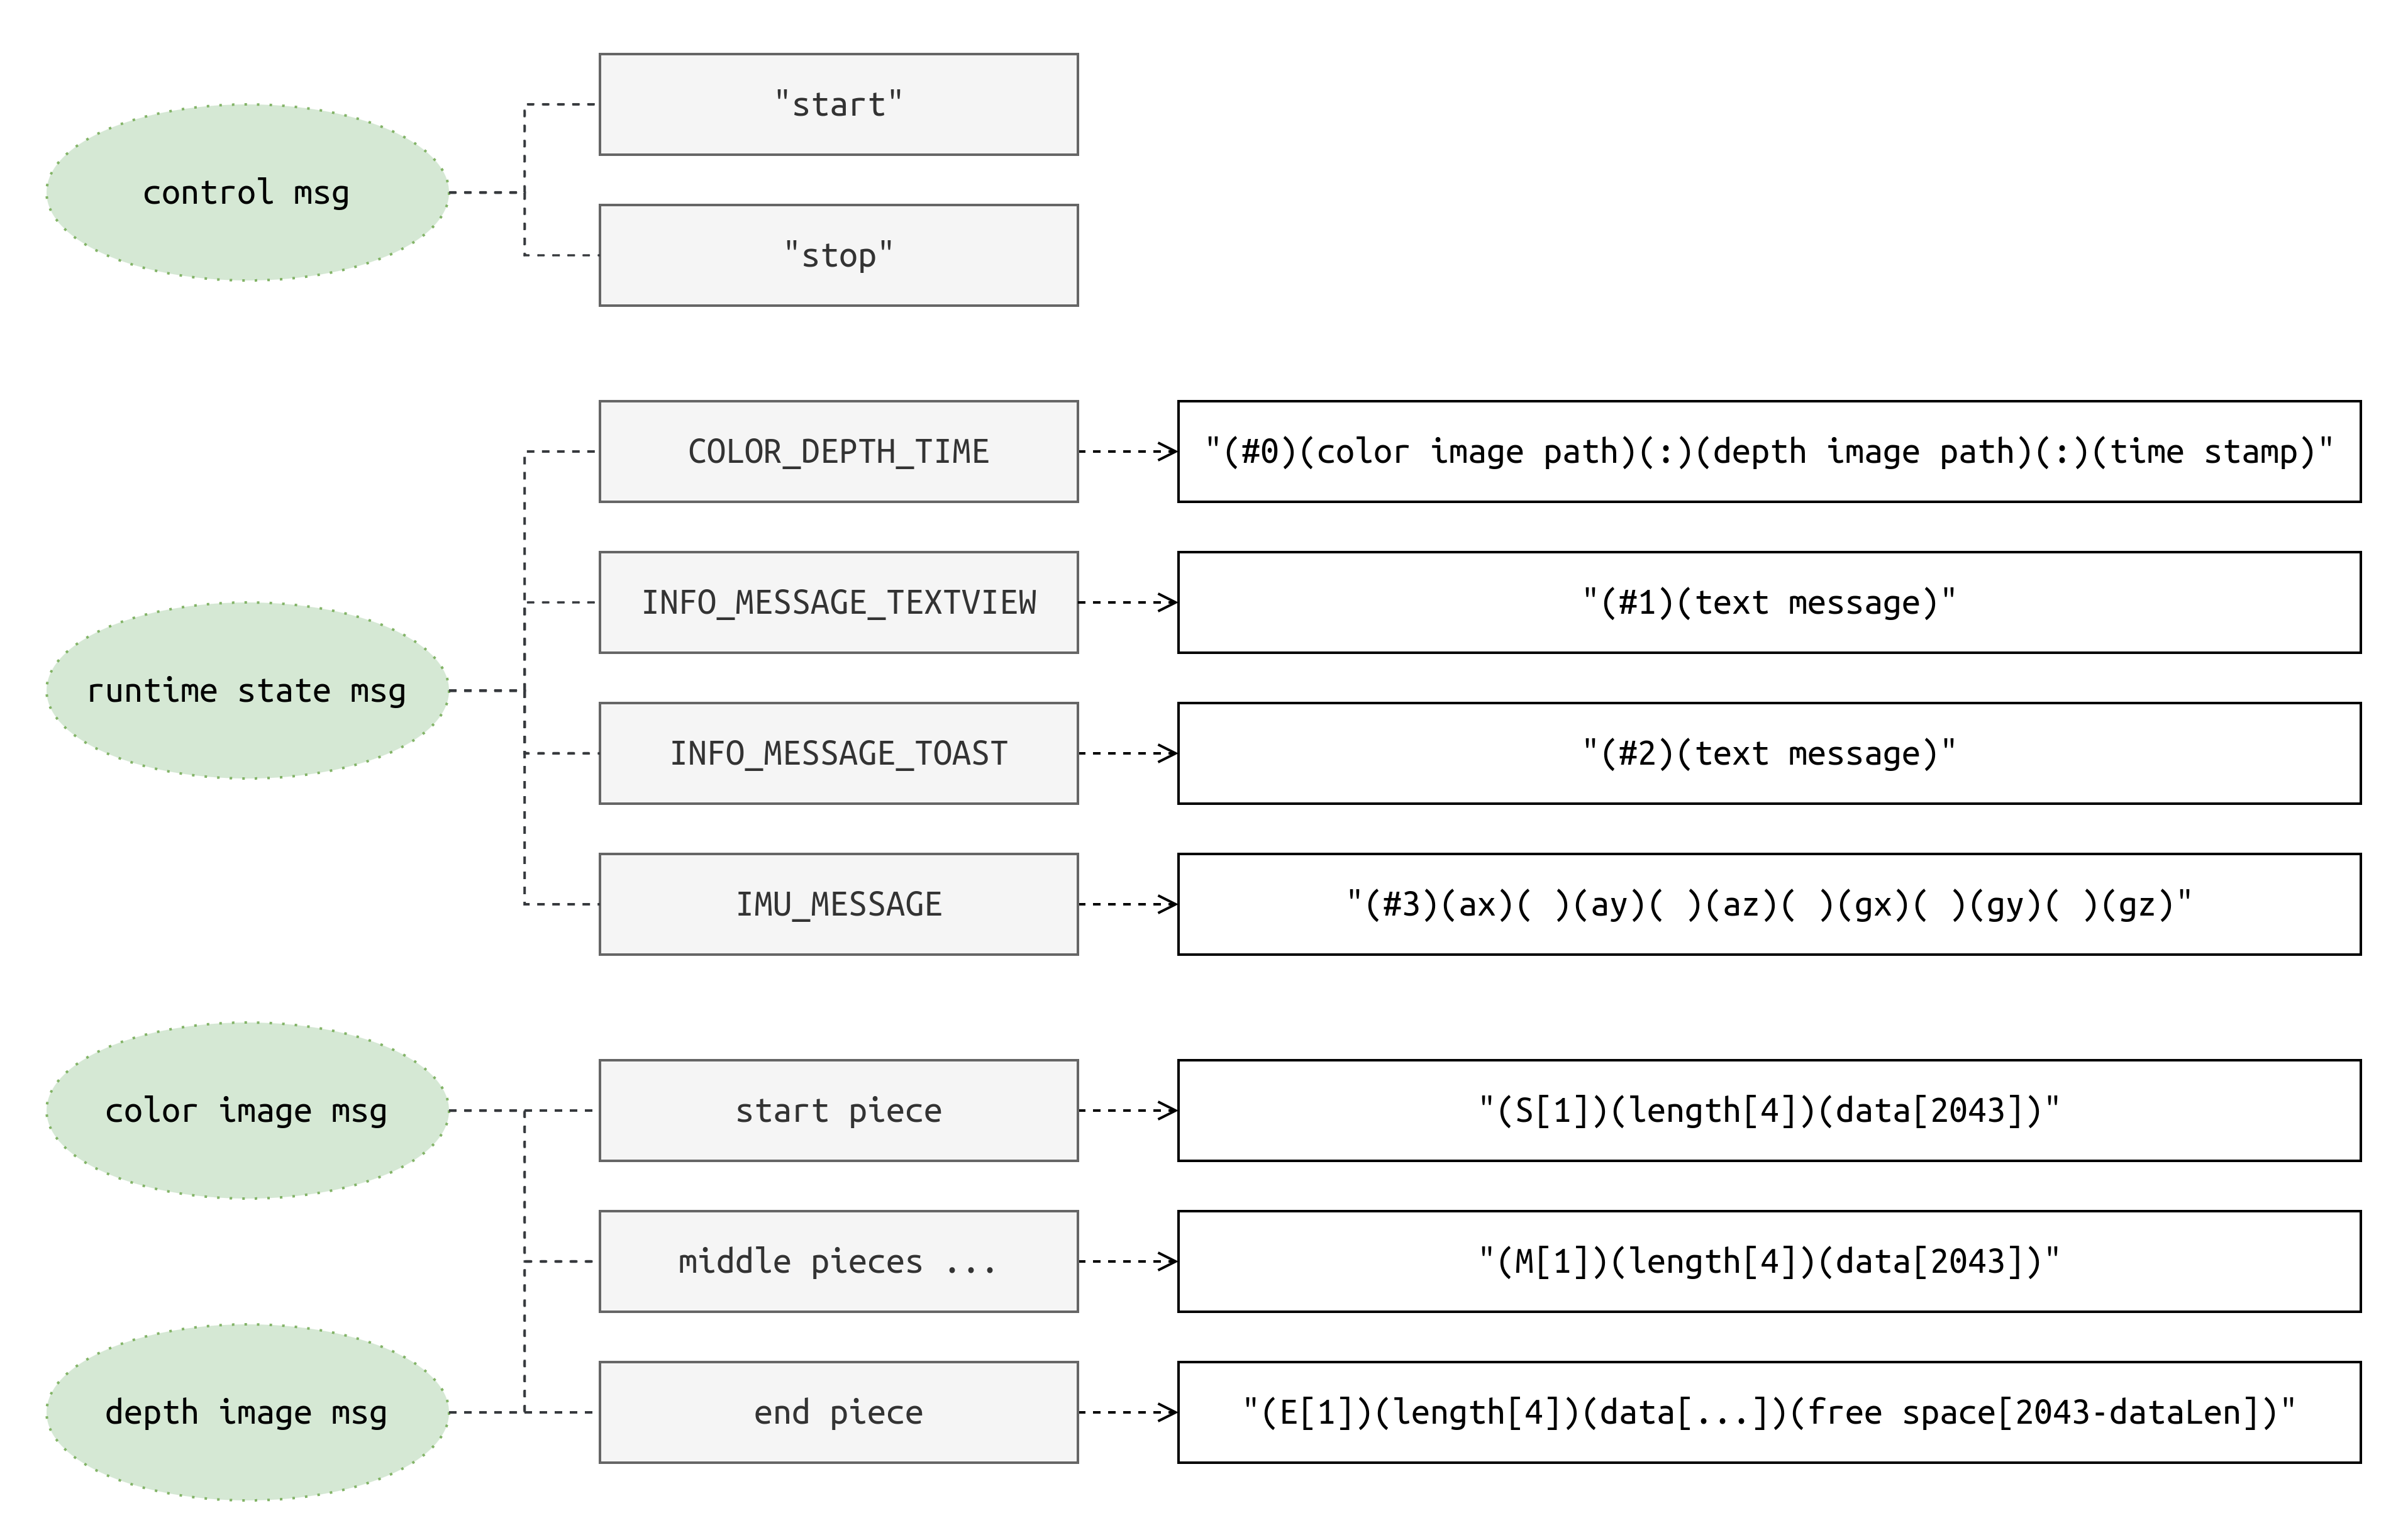 control msg
"start"
"stop"
runtime state msg
COLOR_DEPTH_TIME
"(#0)(color image path)(:)(depth image path)(:)(time stamp)"
INFO_MESSAGE_TEXTVIEW
"(#1)(text message)"
INFO_MESSAGE_TOAST
"(#2)(text message)"
IMU_MESSAGE
"(#3)(ax)( )(ay)( )(az)( )(gx)( )(gy)( )(gz)"
color image msg
start piece
"(S[1])(length[4])(data[2043])"
middle pieces ...
"(M[1])(length[4])(data[2043])"
depth image msg
end piece
"(E[1])(length[4])(data[...])(free space[2043-dataLen])"